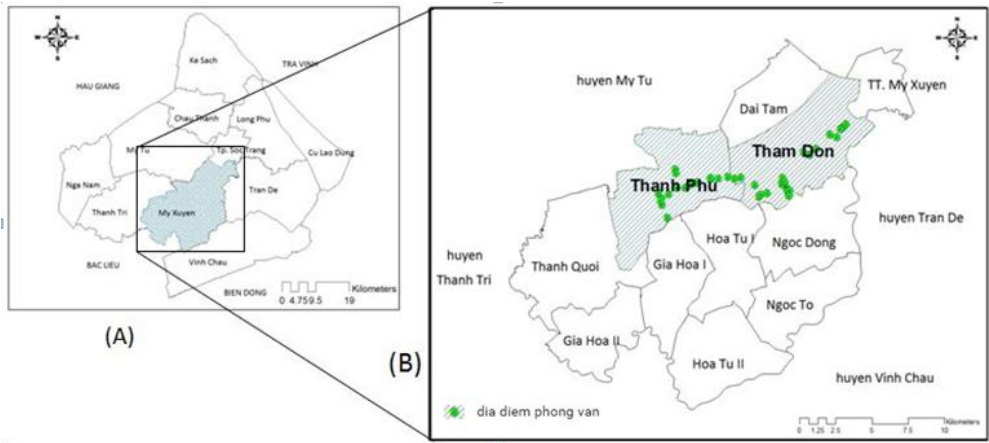 N
W E
S
Ke Sach
TRA VINH
HAU GIANG
Chau Thanh
Long Phu
My Tu
Tp. Soc Trang
Cu Lao Dung
Nga Nam
Tran De
Thanh Tri
My Xuyen
BAC LIEU
Vinh Chau
BIEN DONG
Kilometers
0 4.75 9.5 19
(A)
N
W E
S
huyen My Tu
TT. My Xuyen
Dai Tam
Tham Don
Thanh Phu
huyen Tran De
Hoa Tu I
Ngoc Dong
huyen
Thanh Tri
Thanh Quoi
Gia Hoa I
Ngoc To
Gia Hoa II
Hoa Tu II
huyen Vinh Chau
(B)
dia diem phong van
Kilometers
0 1.25 2.5 5 7.5 10